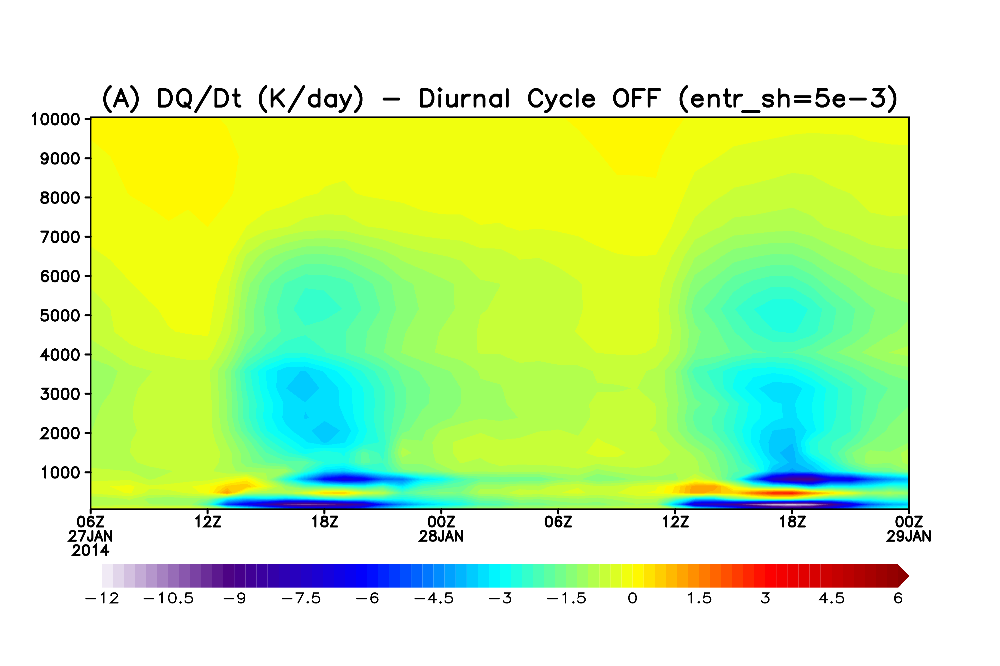 (A) DQ/Dt (K/day) — Diurnal Cycle OFF (entr_sh=5e−3)
10000
9000
8000
7000
6000
5000
4000
3000
2000
1000
06Z 12Z 18Z 00Z 06Z 12Z 18Z 00Z
27JAN 28JAN 29JAN
2014
−12 −10.5 −9 −7.5 −6 −4.5 −3 −1.5 0 1.5 3 4.5 6